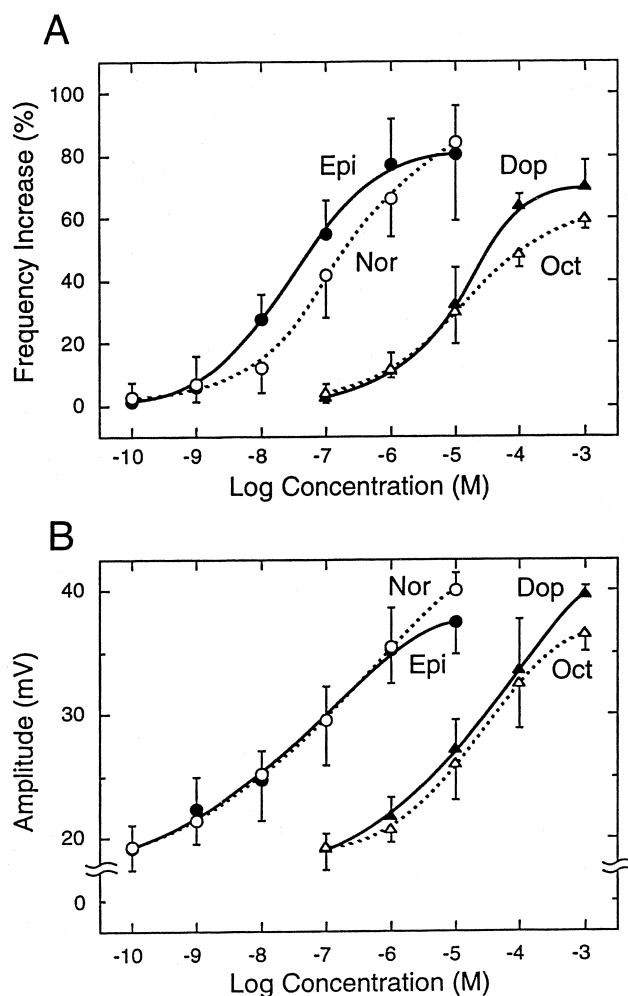 A
Frequency Increase (%)
100
80
60
40
20
0
Epi
Nor
Dop
Oct
-10 -9 -8 -7 -6 -5 -4 -3
Log Concentration (M)
B
Amplitude (mV)
40
30
20
0
Nor
Epi
Dop
Oct
-10 -9 -8 -7 -6 -5 -4 -3
Log Concentration (M)